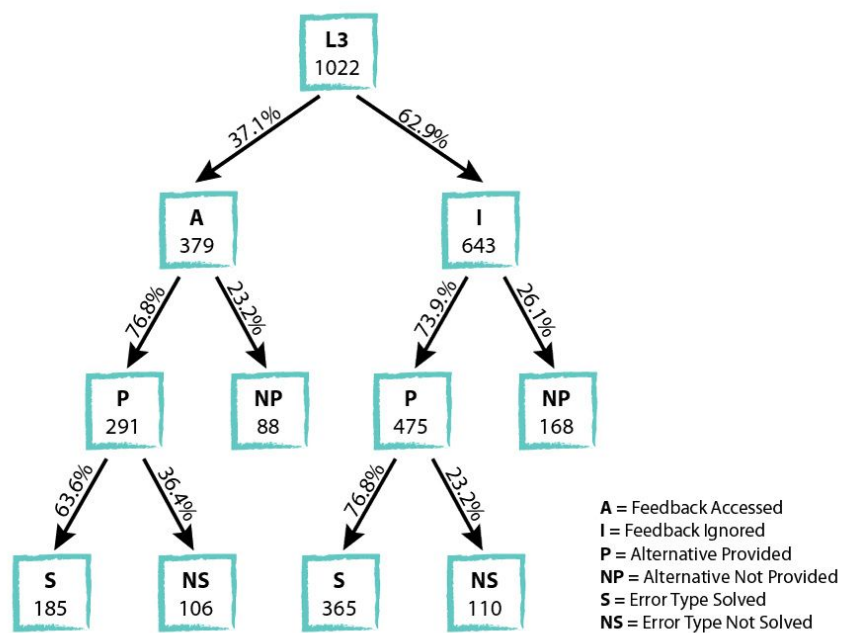 L3
1022
37.1%
62.9%
A
379
I
643
76.8%
23.2%
73.9.%
26.1%
P
291
NP
88
P
475
NP
168
63.6%
36.4%
76.8%
23.2%
S
185
NS
106
S
365
NS
110
A = Feedback Accessed
I = Feedback Ignored
P = Alternative Provided
NP = Alternative Not Provided
S = Error Type Solved
NS = Error Type Not Solved